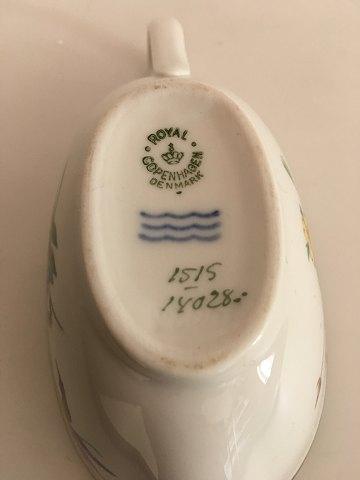 ROYAL
COPENHAGEN
DENMARK
1515
14028.